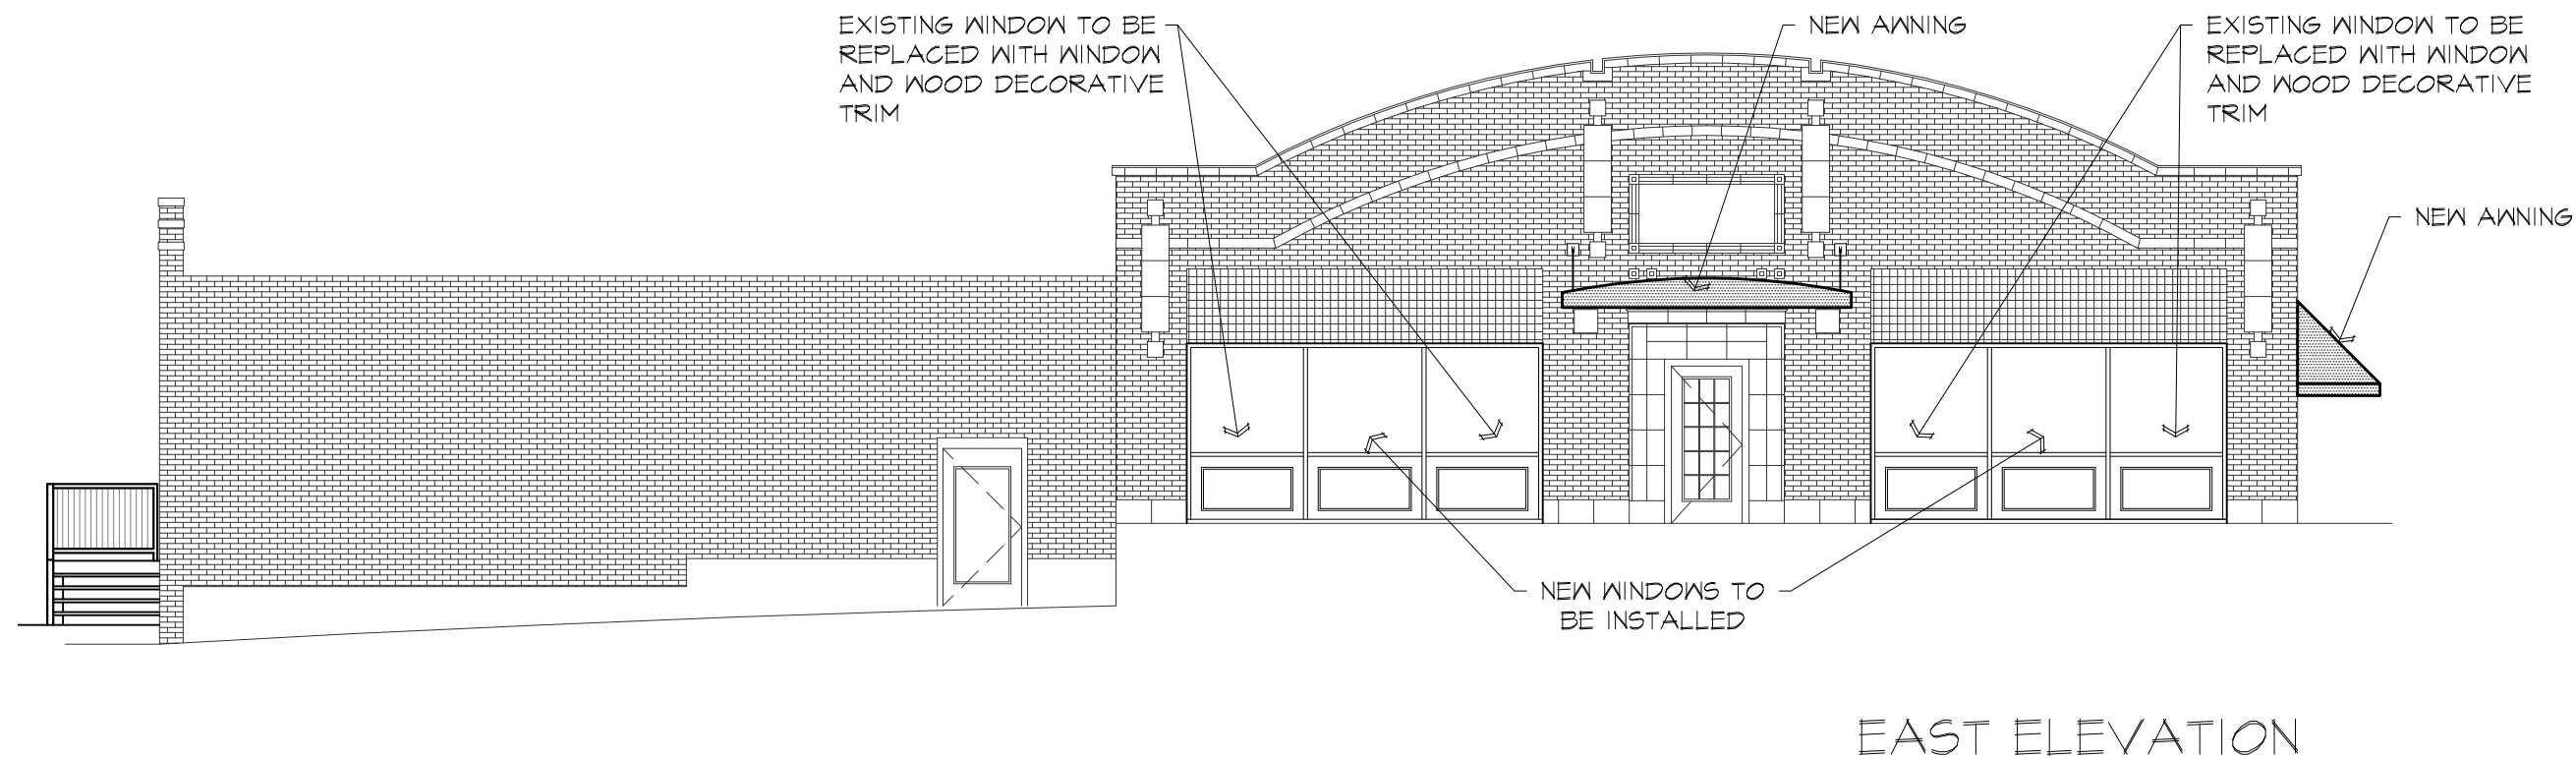 EXISTING WINDOW TO BE
REPLACED WITH WINDOW
AND WOOD DECORATIVE
TRIM
NEW AWNING
EXISTING WINDOW TO BE
REPLACED WITH WINDOW
AND WOOD DECORATIVE
TRIM
NEW AWNING
NEW WINDOWS TO
BE INSTALLED
EAST ELEVATION